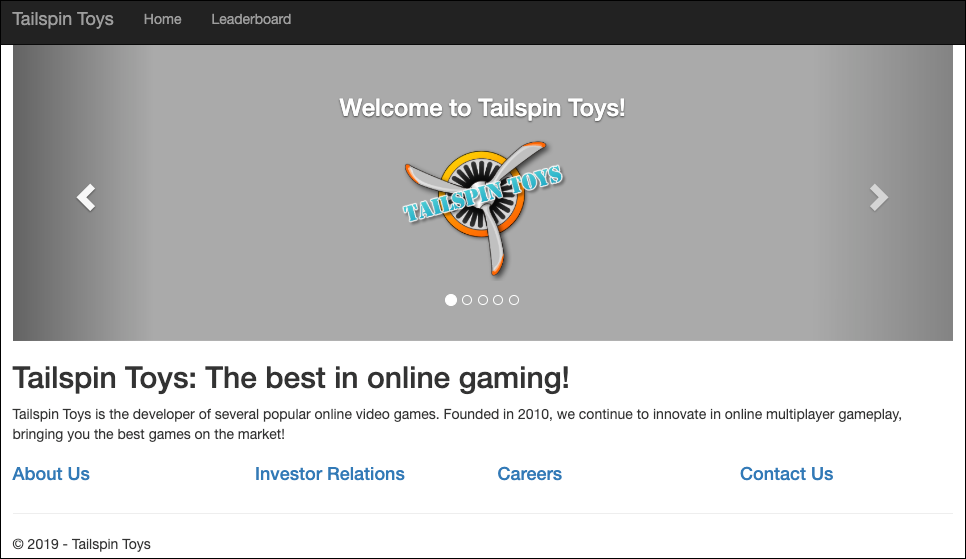 Tailspin Toys Home Leaderboard
Welcome to Tailspin Toys!
TAILSPIN TOYS
Tailspin Toys: The best in online gaming!
Tailspin Toys is the developer of several popular online video games. Founded in 2010, we continue to innovate in online multiplayer gameplay,
bringing you the best games on the market!
About Us Investor Relations Careers Contact Us
© 2019 - Tailspin Toys